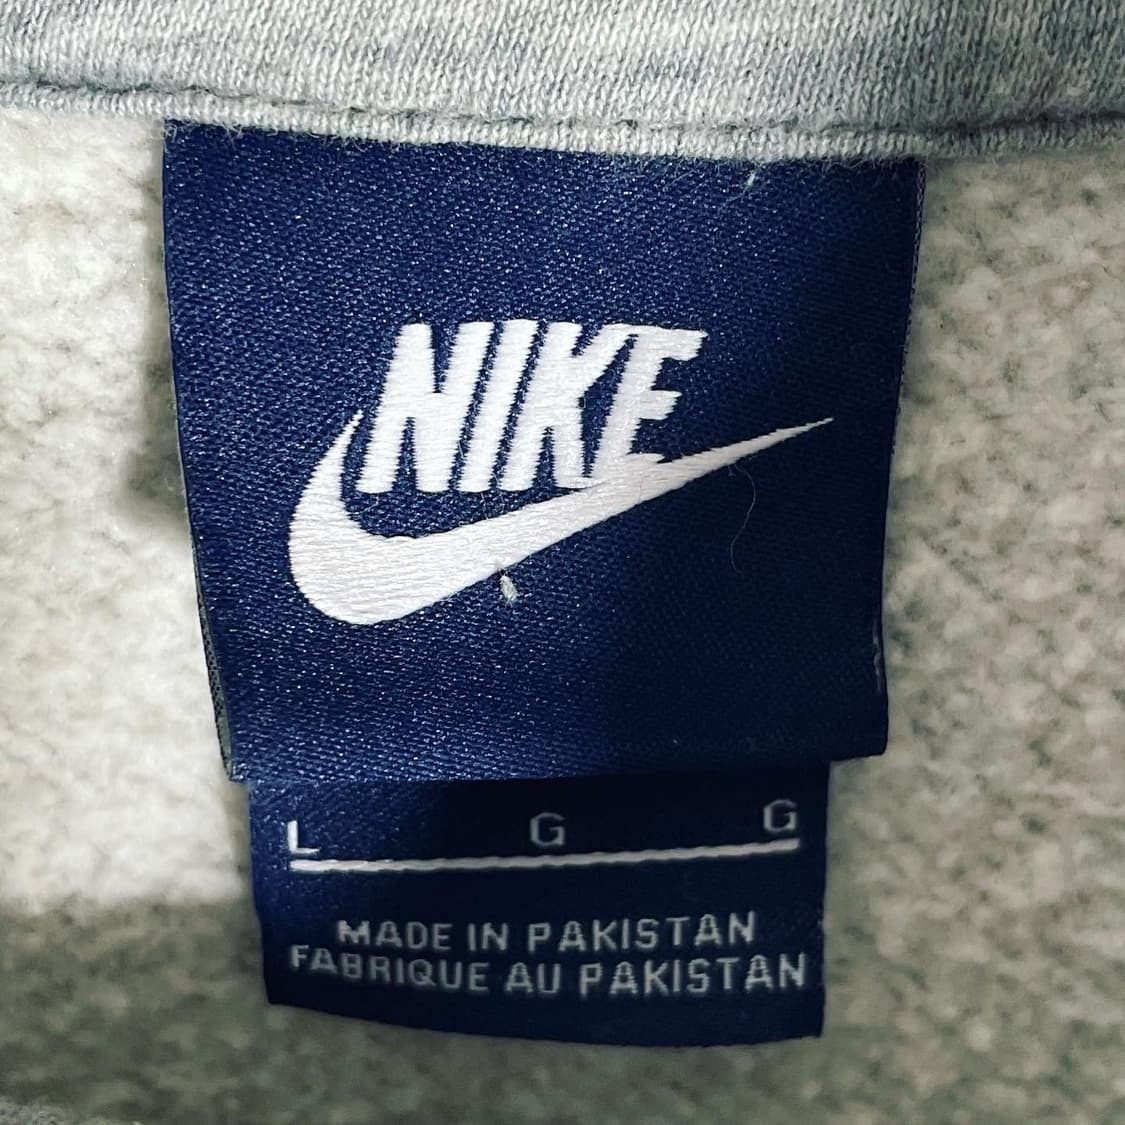 NIKE
L G G
MADE IN PAKISTAN
FABRIQUE AU PAKISTAN